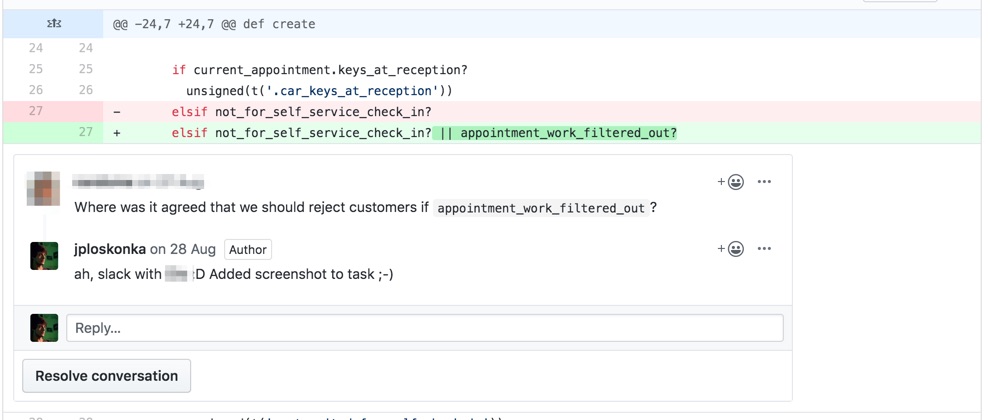 @@ -24,7 +24,7 @@ def create
24 24
25 25 if current_appointment.keys_at_reception?
26 26 unsigned(t('.car_keys_at_reception'))
27 - elsif not_for_self_service_check_in?
27 + elsif not_for_self_service_check_in? || appointment_work_filtered_out?
Where was it agreed that we should reject customers if appointment_work_filtered_out ?
jploskonka on 28 Aug Author
ah, slack with :D Added screenshot to task ;-)
Reply...
Resolve conversation